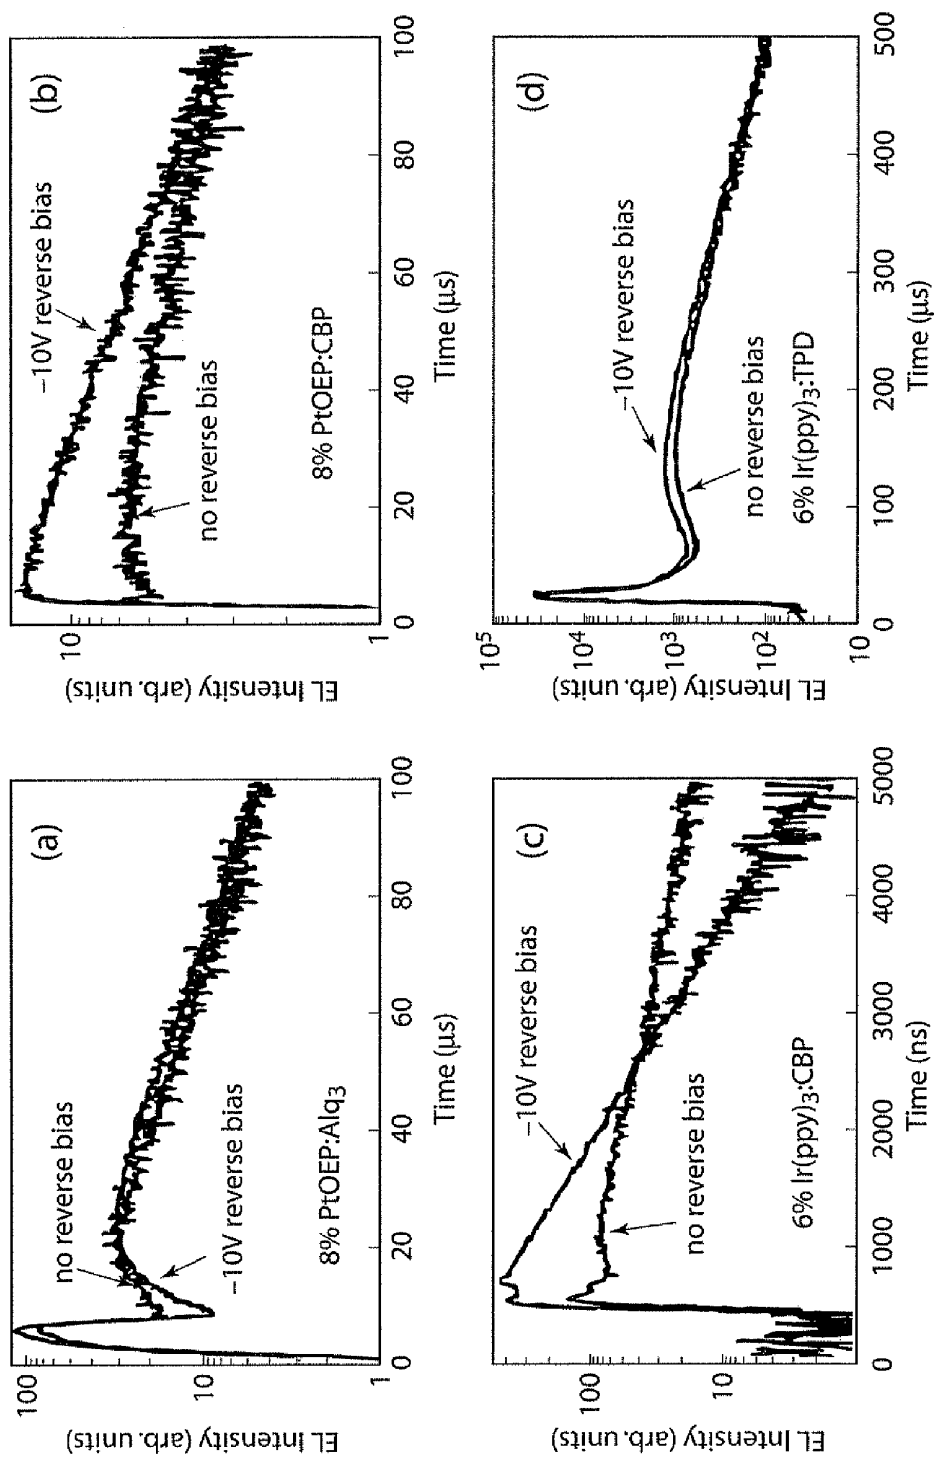 (a)
EL Intensity (arb. units)
100
10
1
no reverse bias
–10V reverse bias
8% PtOEP:Alq3
0 20 40 60 80 100
Time (μs)
(b)
EL Intensity (arb. units)
10
1
–10V reverse bias
no reverse bias
8% PtOEP:CBP
0 20 40 60 80 100
Time (μs)
(c)
EL Intensity (arb. units)
100
10
–10V reverse bias
no reverse bias
6% Ir(ppy)3:CBP
0 1000 2000 3000 4000 5000
Time (ns)
(d)
EL Intensity (arb. units)
10^5
10^4
10^3
10^2
10
–10V reverse bias
no reverse bias
6% Ir(ppy)3:TPD
0 100 200 300 400 500
Time (μs)